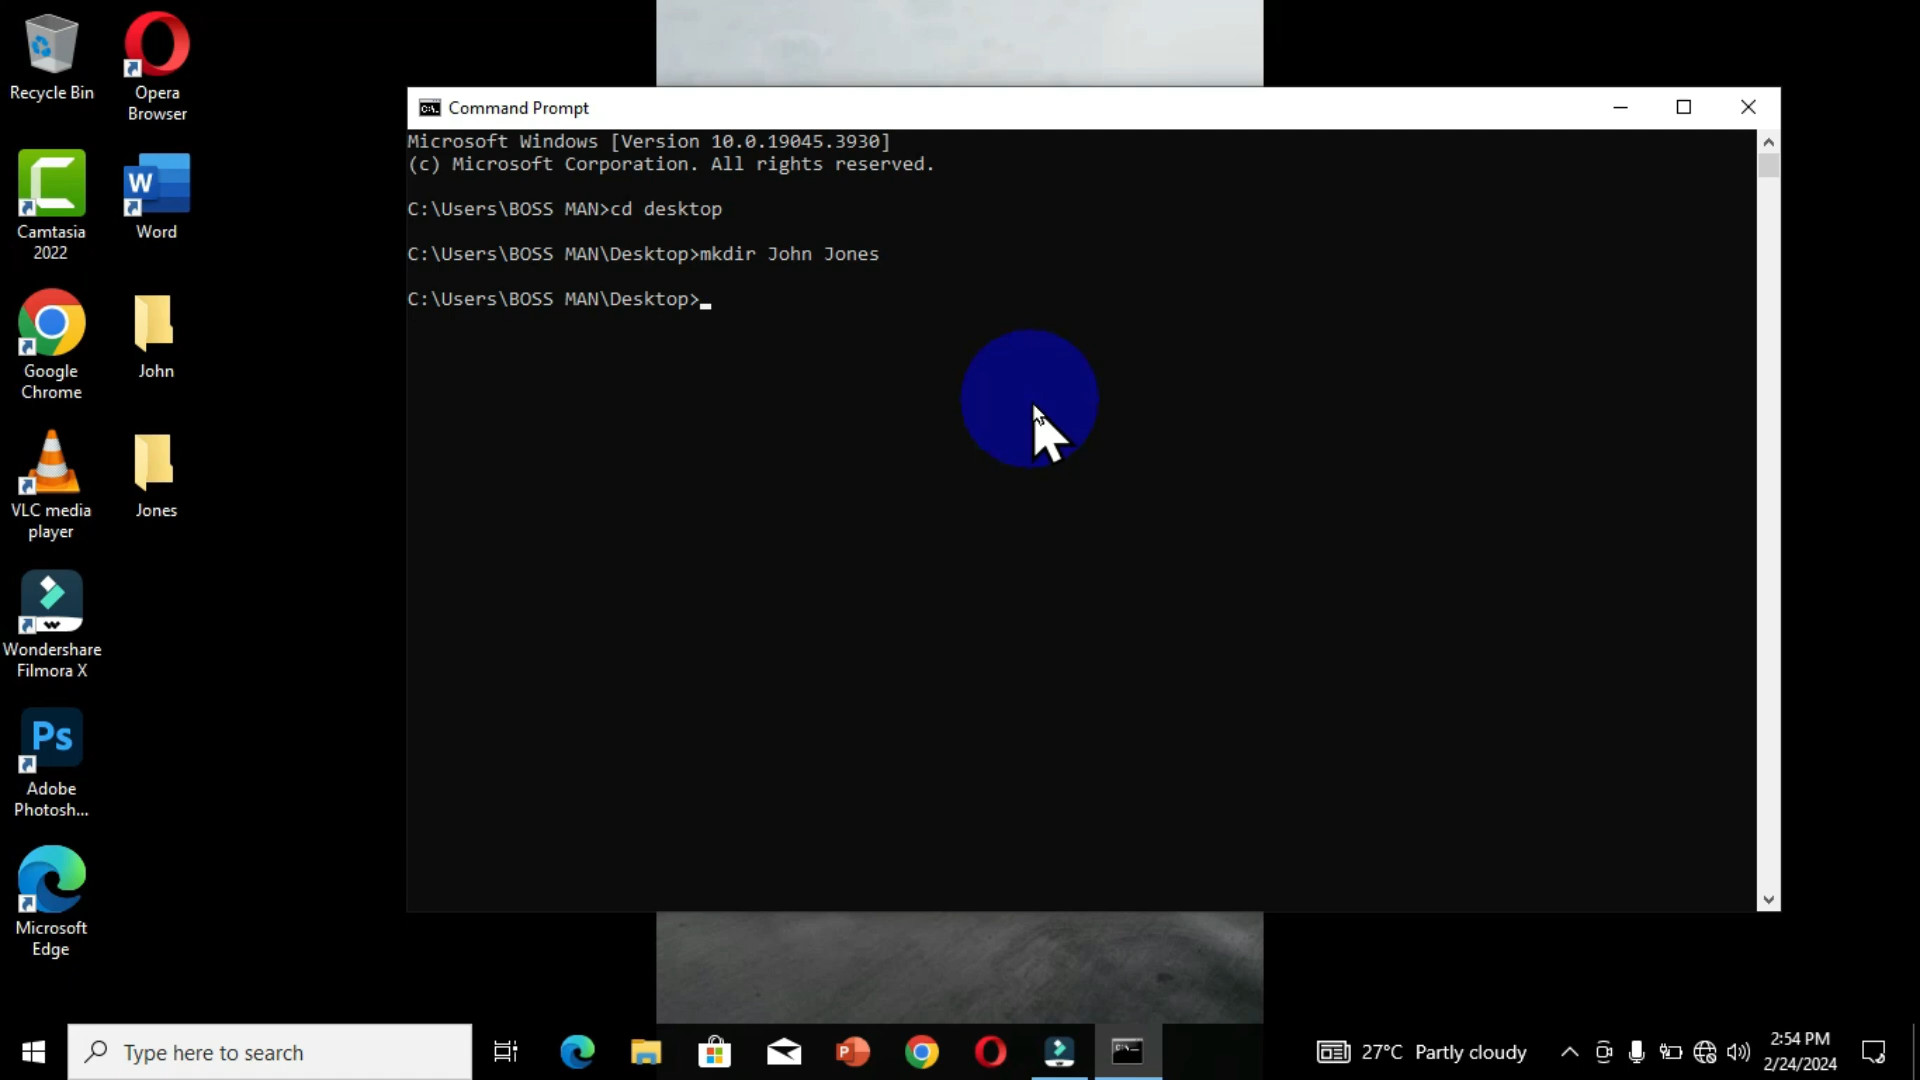 Recycle Bin
Opera
Browser
Camtasia
2022
Word
Google
Chrome
John
VLC media
player
Jones
Wondershare
Filmora X
Ps
Adobe
Photosh...
Microsoft
Edge
Command Prompt
Microsoft Windows [Version 10.0.19045.3930]
(c) Microsoft Corporation. All rights reserved.
C:\Users\BOSS MAN>cd desktop
C:\Users\BOSS MAN\Desktop>mkdir John Jones
C:\Users\BOSS MAN\Desktop>_
Type here to search
27°C Partly cloudy
2:54 PM
2/24/2024